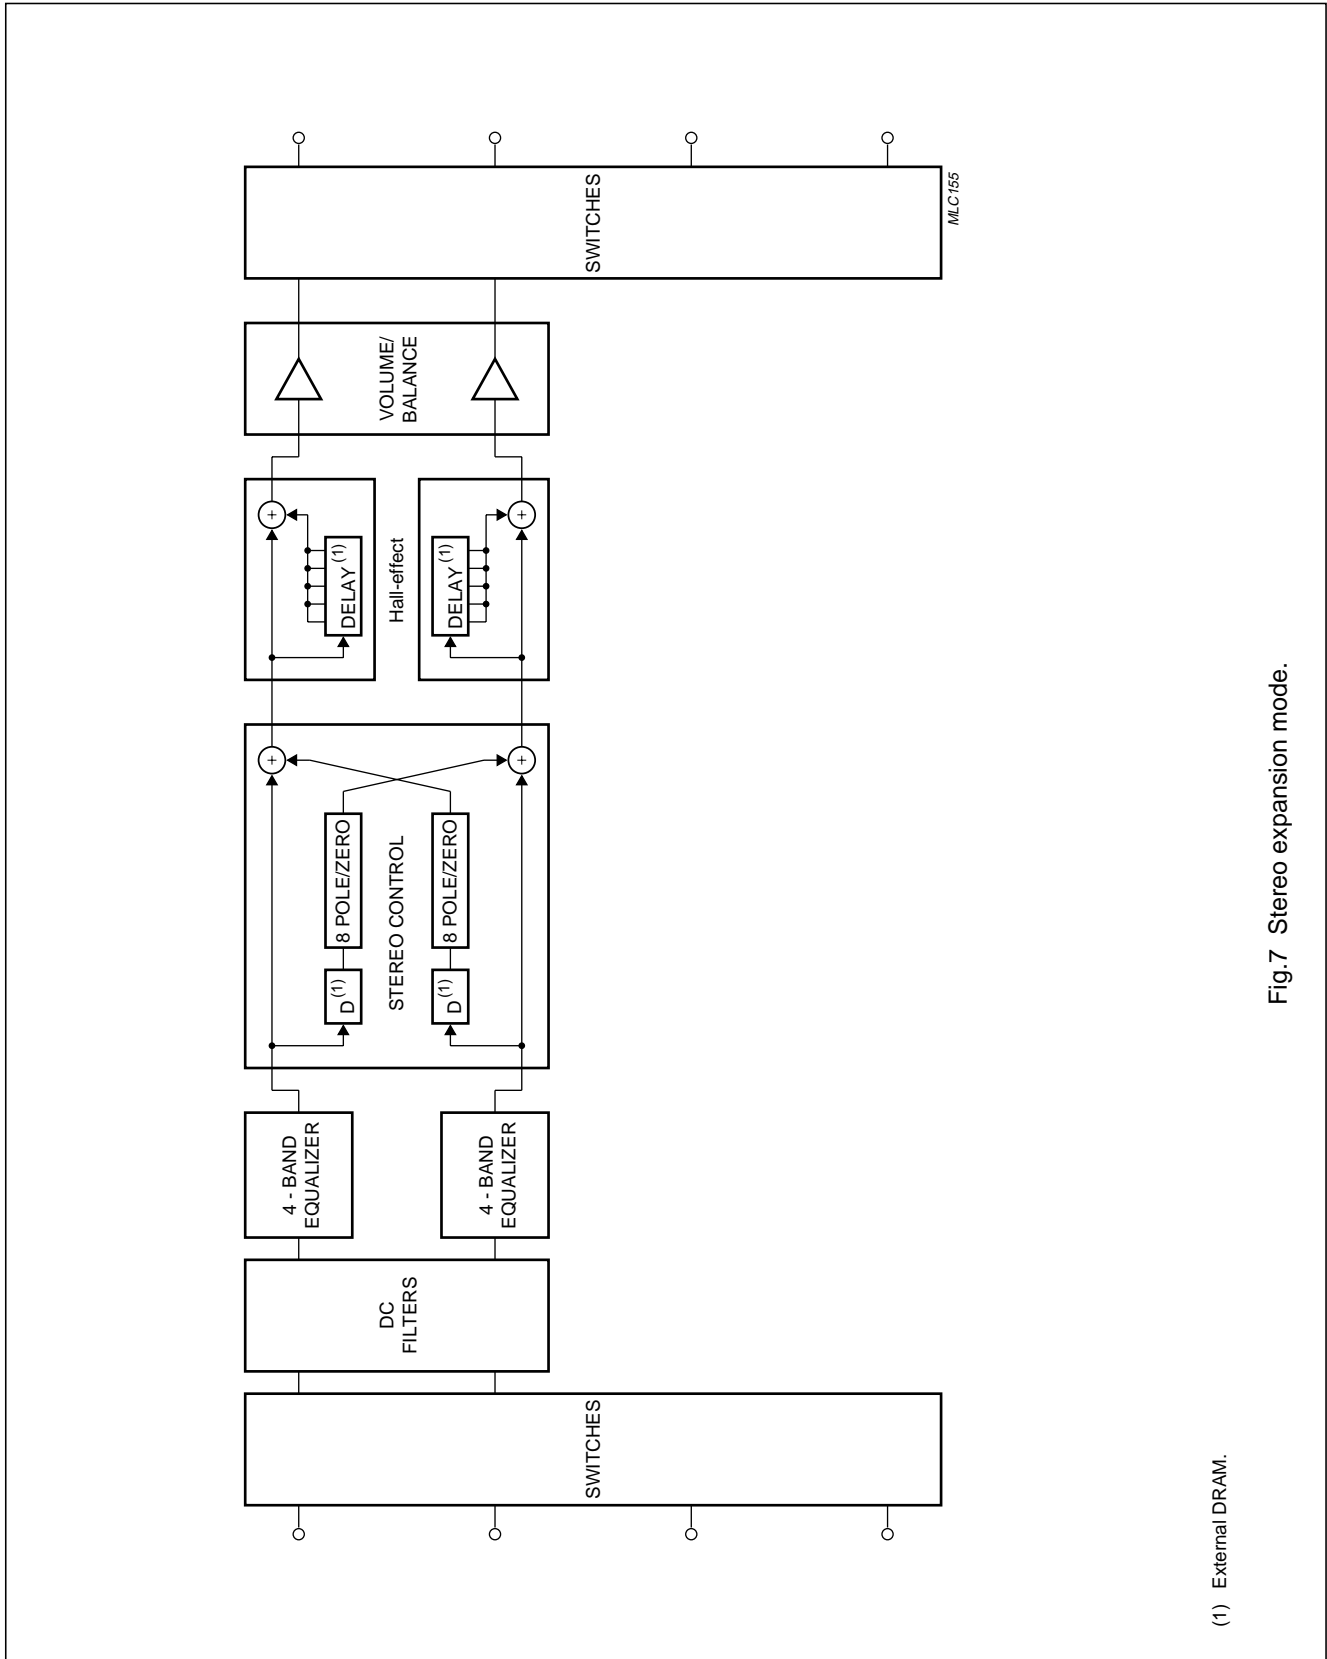 SWITCHES
DC
FILTERS
4 - BAND
EQUALIZER
4 - BAND
EQUALIZER
D(1)
8 POLE/ZERO
STEREO CONTROL
D(1)
8 POLE/ZERO
+
+
DELAY(1)
+
Hall-effect
DELAY(1)
+
VOLUME/
BALANCE
SWITCHES
MLC155
(1) External DRAM.
Fig.7 Stereo expansion mode.